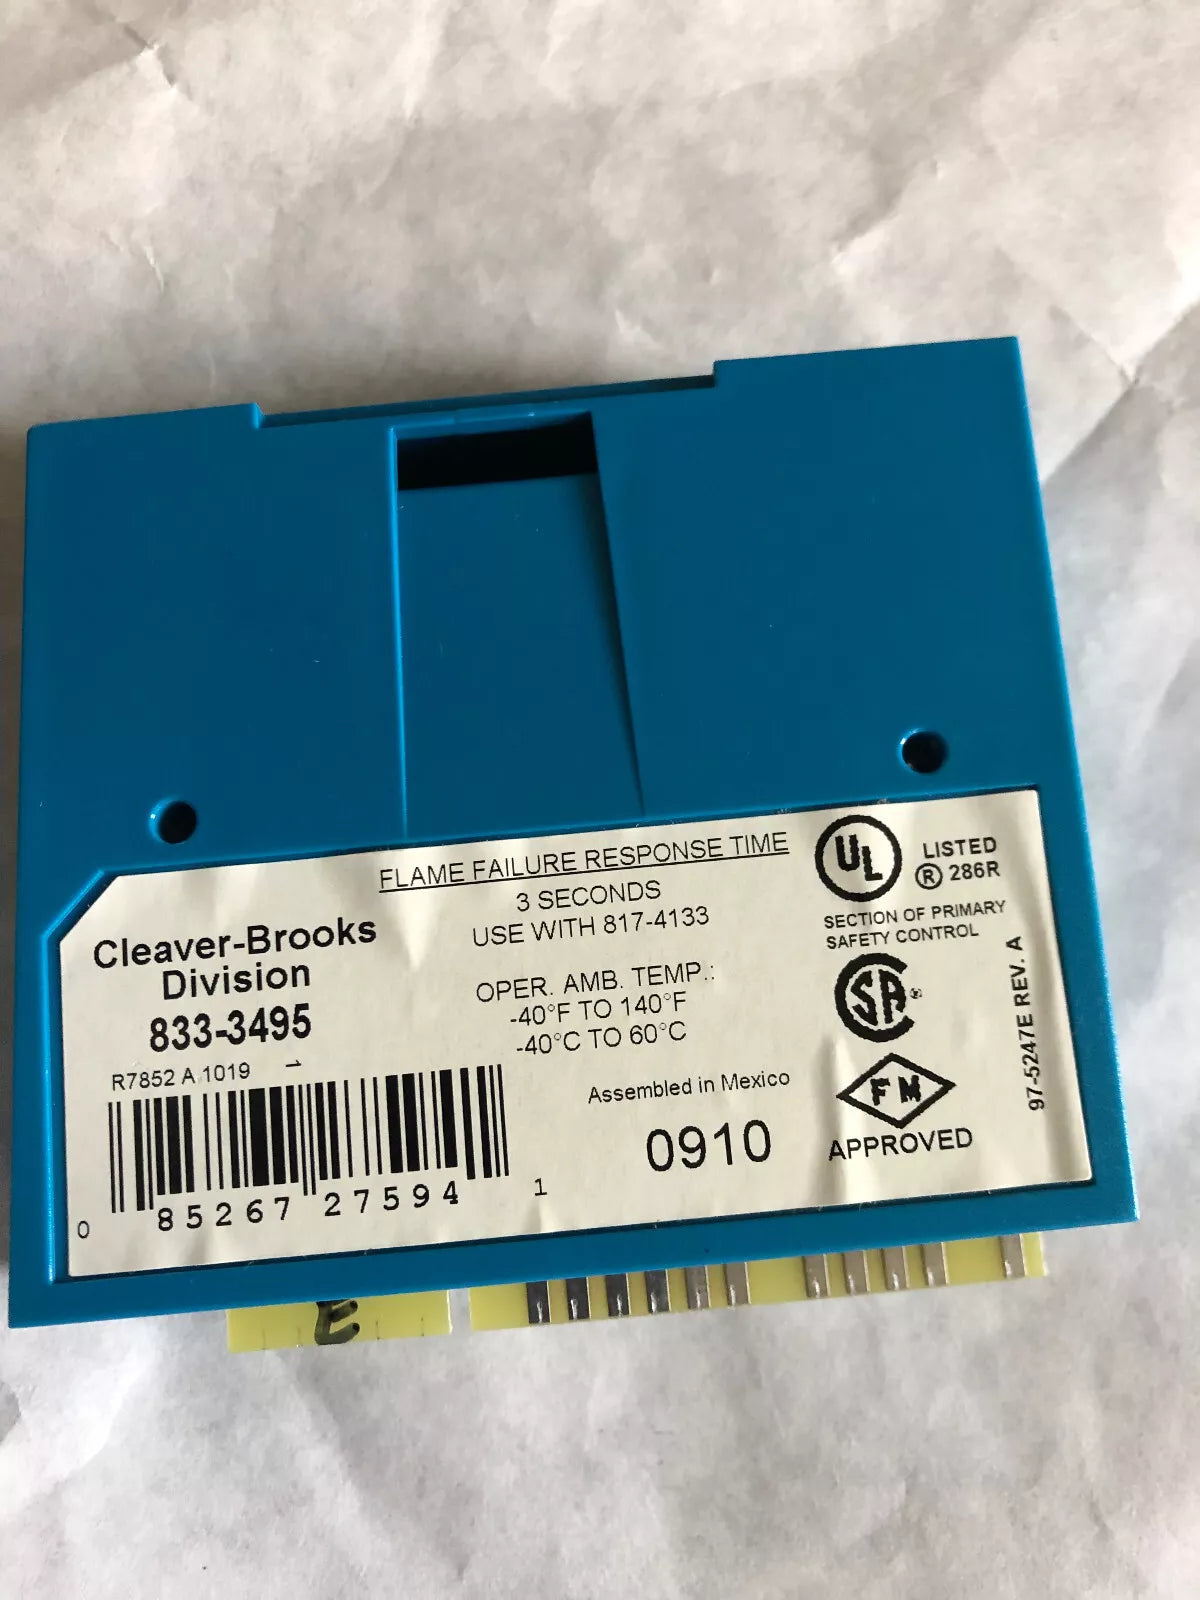 FLAME FAILURE RESPONSE TIME
3 SECONDS
USE WITH 817-4133
OPER. AMB. TEMP.:
-40°F TO 140°F
-40°C TO 60°C
Assembled in Mexico
0910
Cleaver-Brooks
Division
833-3495
R7852 A 1019 1
0 85267 27594 1
UL
LISTED
® 286R
SECTION OF PRIMARY
SAFETY CONTROL
SA ®
FM
APPROVED
97-5247E REV. A
E